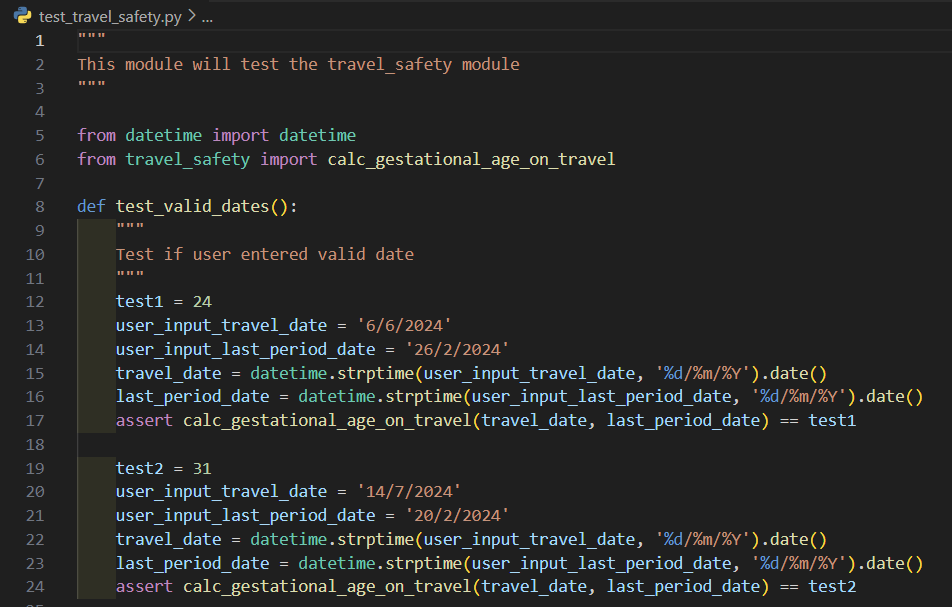 test_travel_safety.py > ...
1 """
2 This module will test the travel_safety module
3 """
4
5 from datetime import datetime
6 from travel_safety import calc_gestational_age_on_travel
7
8 def test_valid_dates():
9     """
10     Test if user entered valid date
11     """
12     test1 = 24
13     user_input_travel_date = '6/6/2024'
14     user_input_last_period_date = '26/2/2024'
15     travel_date = datetime.strptime(user_input_travel_date, '%d/%m/%Y').date()
16     last_period_date = datetime.strptime(user_input_last_period_date, '%d/%m/%Y').date()
17     assert calc_gestational_age_on_travel(travel_date, last_period_date) == test1
18
19     test2 = 31
20     user_input_travel_date = '14/7/2024'
21     user_input_last_period_date = '20/2/2024'
22     travel_date = datetime.strptime(user_input_travel_date, '%d/%m/%Y').date()
23     last_period_date = datetime.strptime(user_input_last_period_date, '%d/%m/%Y').date()
24     assert calc_gestational_age_on_travel(travel_date, last_period_date) == test2